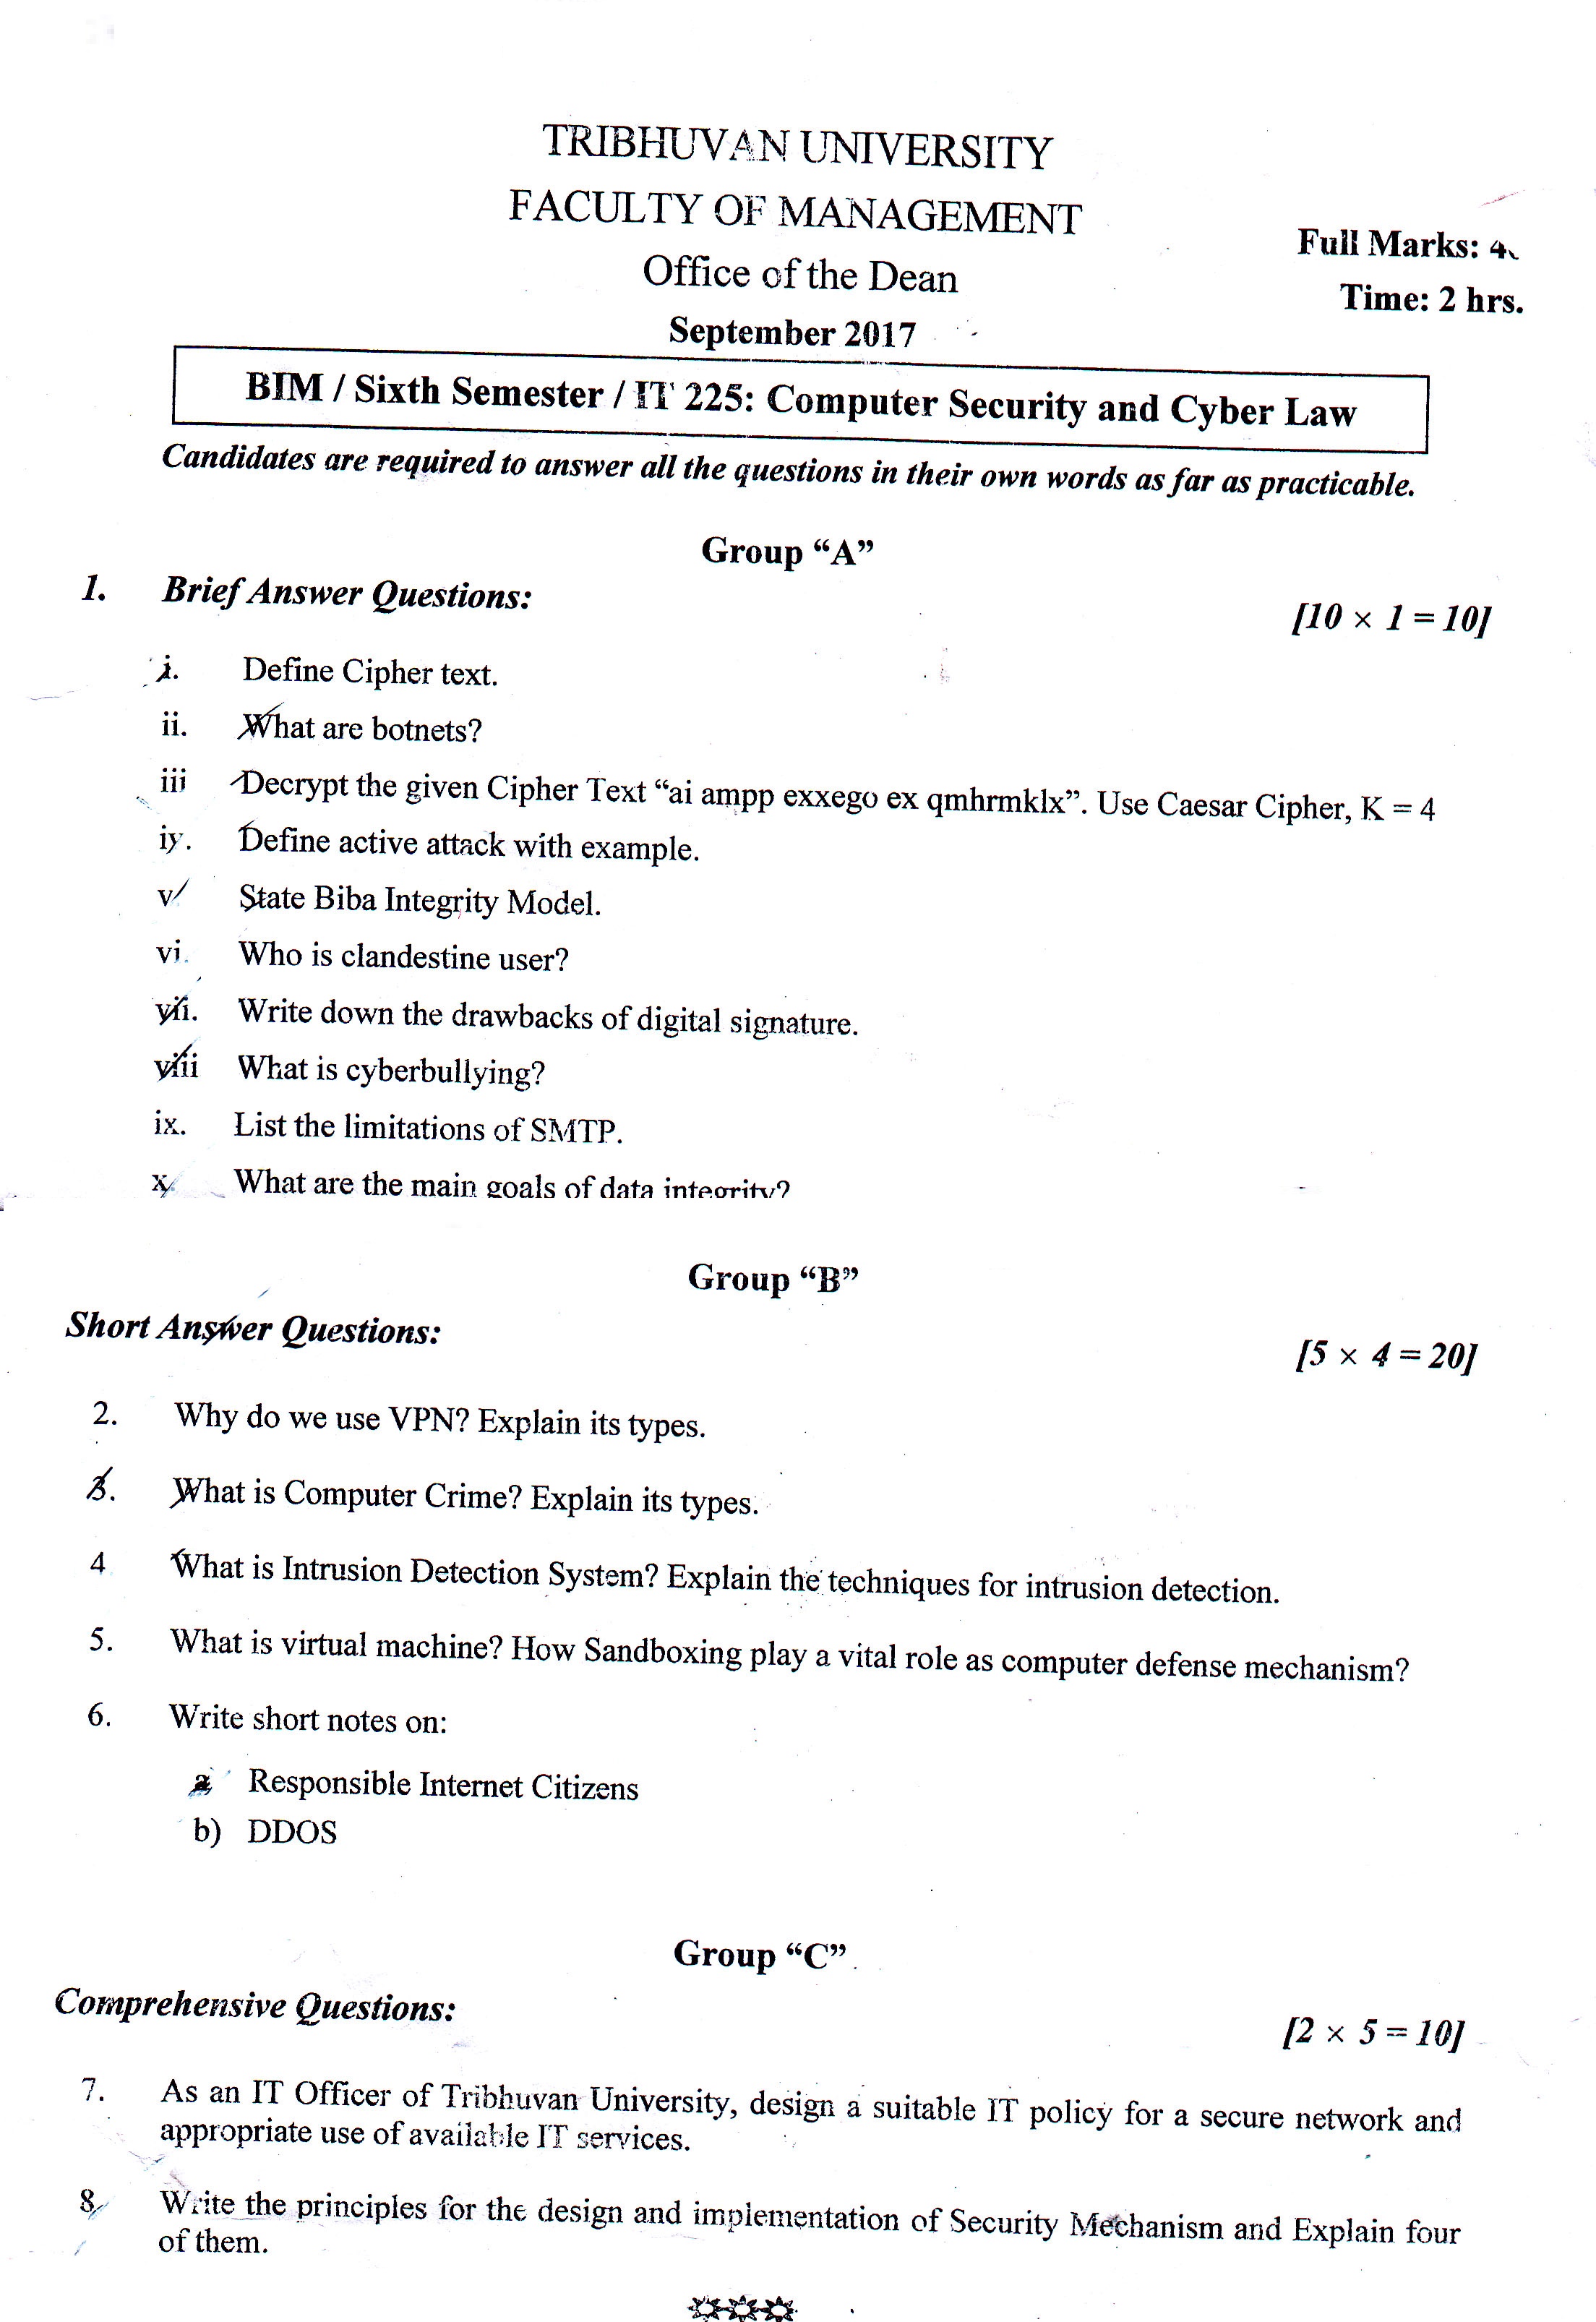 TRIBHUVAN UNIVERSITY
FACULTY OF MANAGEMENT
Office of the Dean
September 2017
Full Marks: 4
Time: 2 hrs.
BIM / Sixth Semester / IT 225: Computer Security and Cyber Law
Candidates are required to answer all the questions in their own words as far as practicable.
Group “A”
1. Brief Answer Questions: [10 × 1 = 10]
i. Define Cipher text.
ii. What are botnets?
iii Decrypt the given Cipher Text “ai ampp exxego ex qmhrmklx”. Use Caesar Cipher, K = 4
iv. Define active attack with example.
v State Biba Integrity Model.
vi. Who is clandestine user?
vii. Write down the drawbacks of digital signature.
viii What is cyberbullying?
ix. List the limitations of SMTP.
x. What are the main goals of data integrity?
Group “B”
Short Answer Questions: [5 × 4 = 20]
2. Why do we use VPN? Explain its types.
3. What is Computer Crime? Explain its types.
4 What is Intrusion Detection System? Explain the techniques for intrusion detection.
5. What is virtual machine? How Sandboxing play a vital role as computer defense mechanism?
6. Write short notes on:
a Responsible Internet Citizens
b) DDOS
Group “C”
Comprehensive Questions: [2 × 5 = 10]
7. As an IT Officer of Tribhuvan University, design a suitable IT policy for a secure network and
appropriate use of available IT services.
8. Write the principles for the design and implementation of Security Mechanism and Explain four
of them.